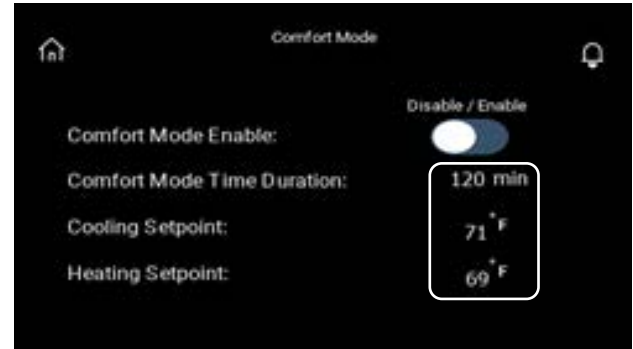 Comfort Mode
Disable / Enable
Comfort Mode Enable:
Comfort Mode Time Duration: 120 min
Cooling Setpoint: 71°F
Heating Setpoint: 69°F